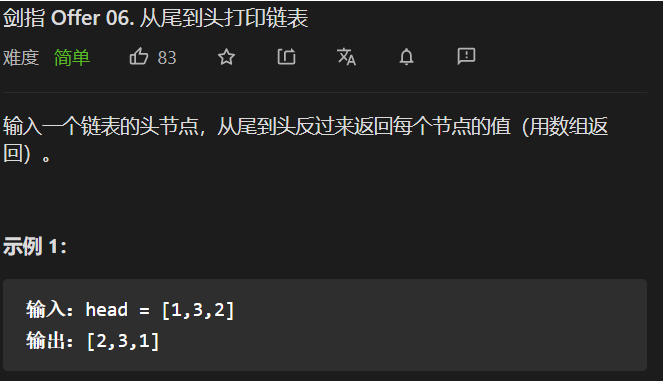 剑指 Offer 06. 从尾到头打印链表
难度 简单 83
输入一个链表的头节点，从尾到头反过来返回每个节点的值（用数组返
回）。
示例 1：
输入：head = [1,3,2]
输出：[2,3,1]